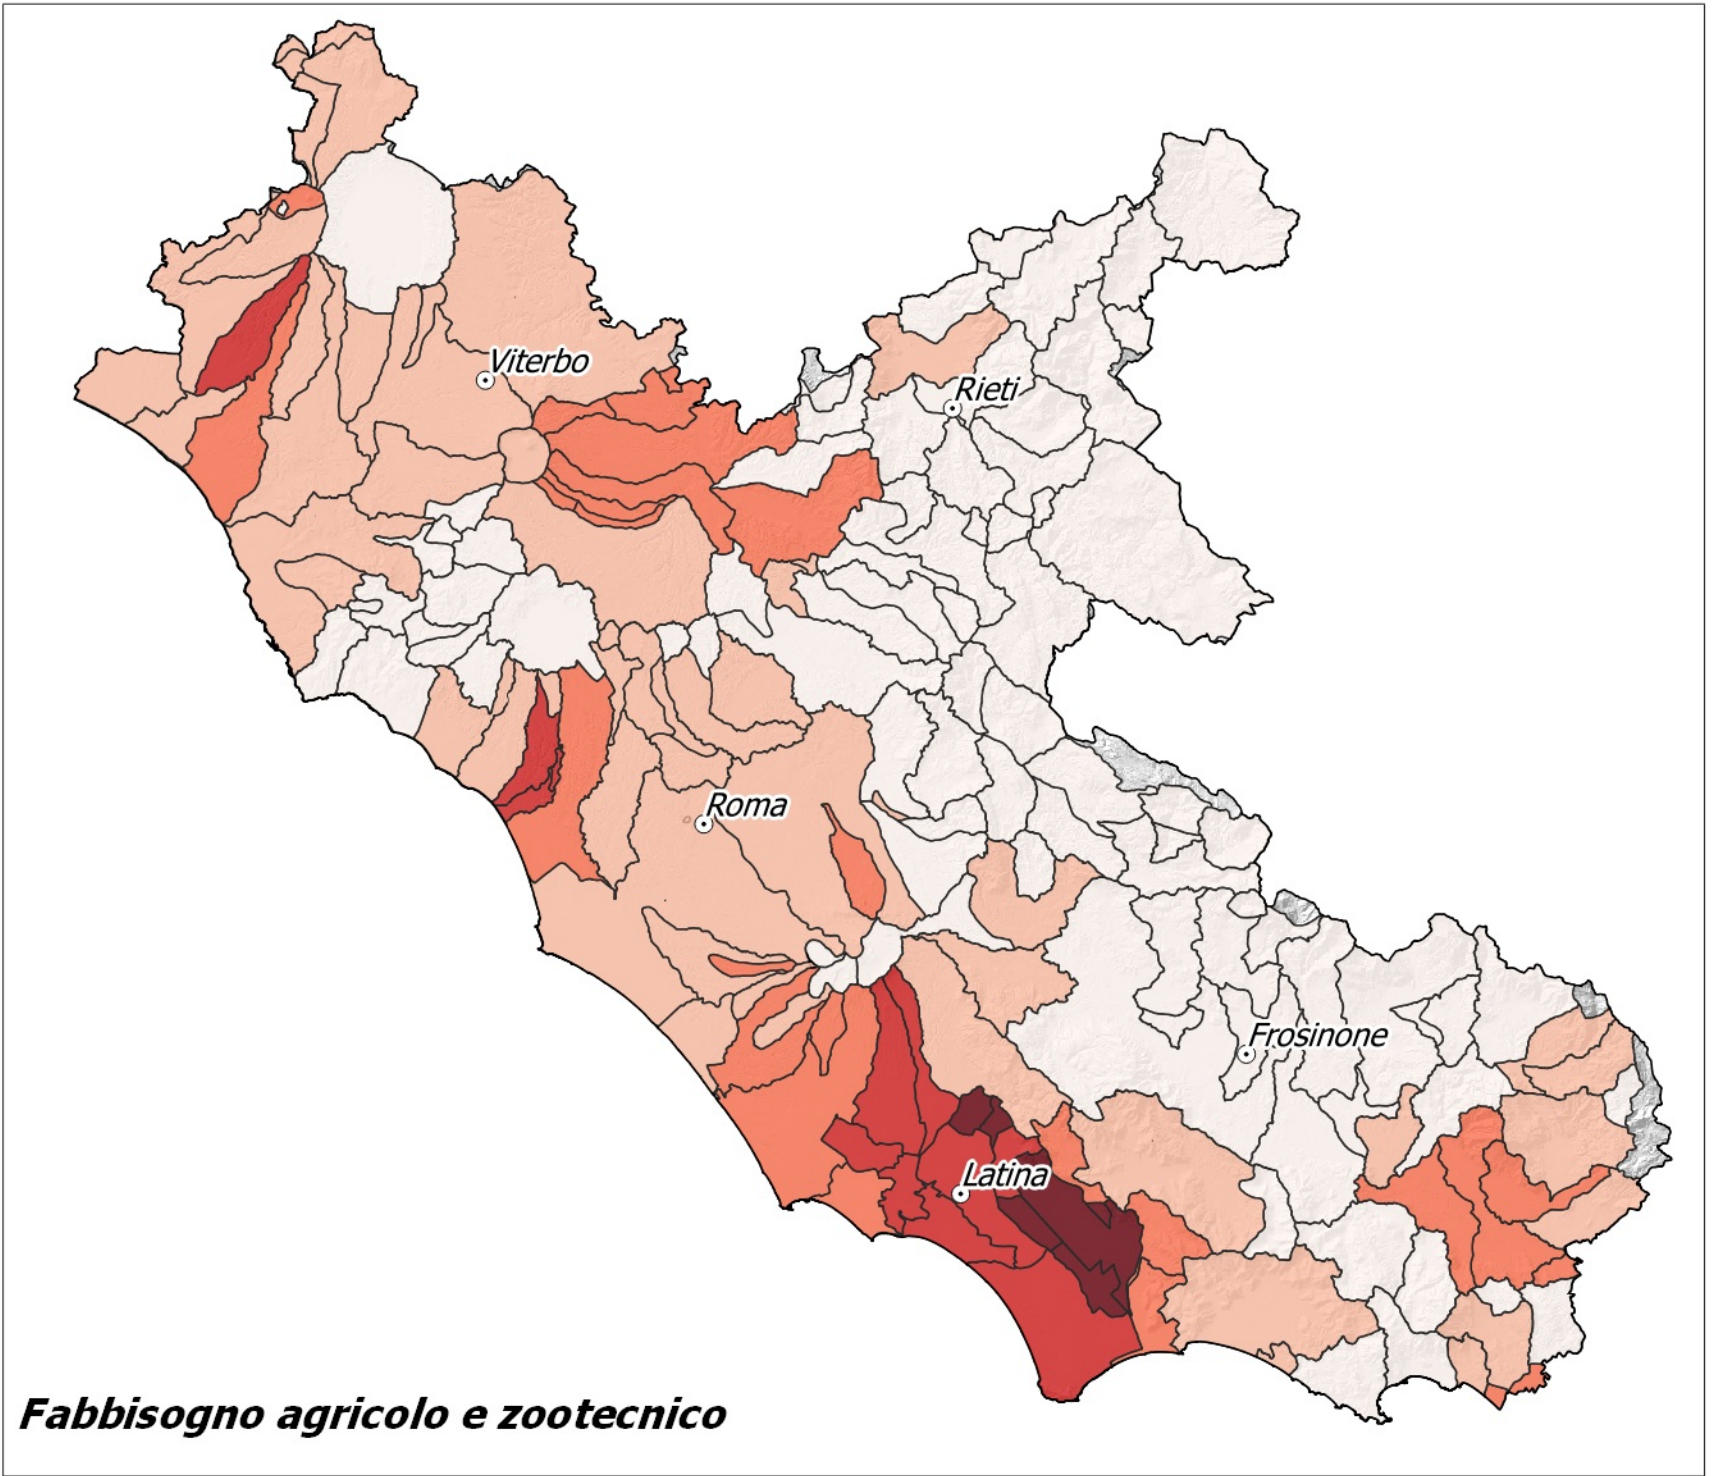 Viterbo
Rieti
Roma
Frosinone
Latina
Fabbisogno agricolo e zootecnico